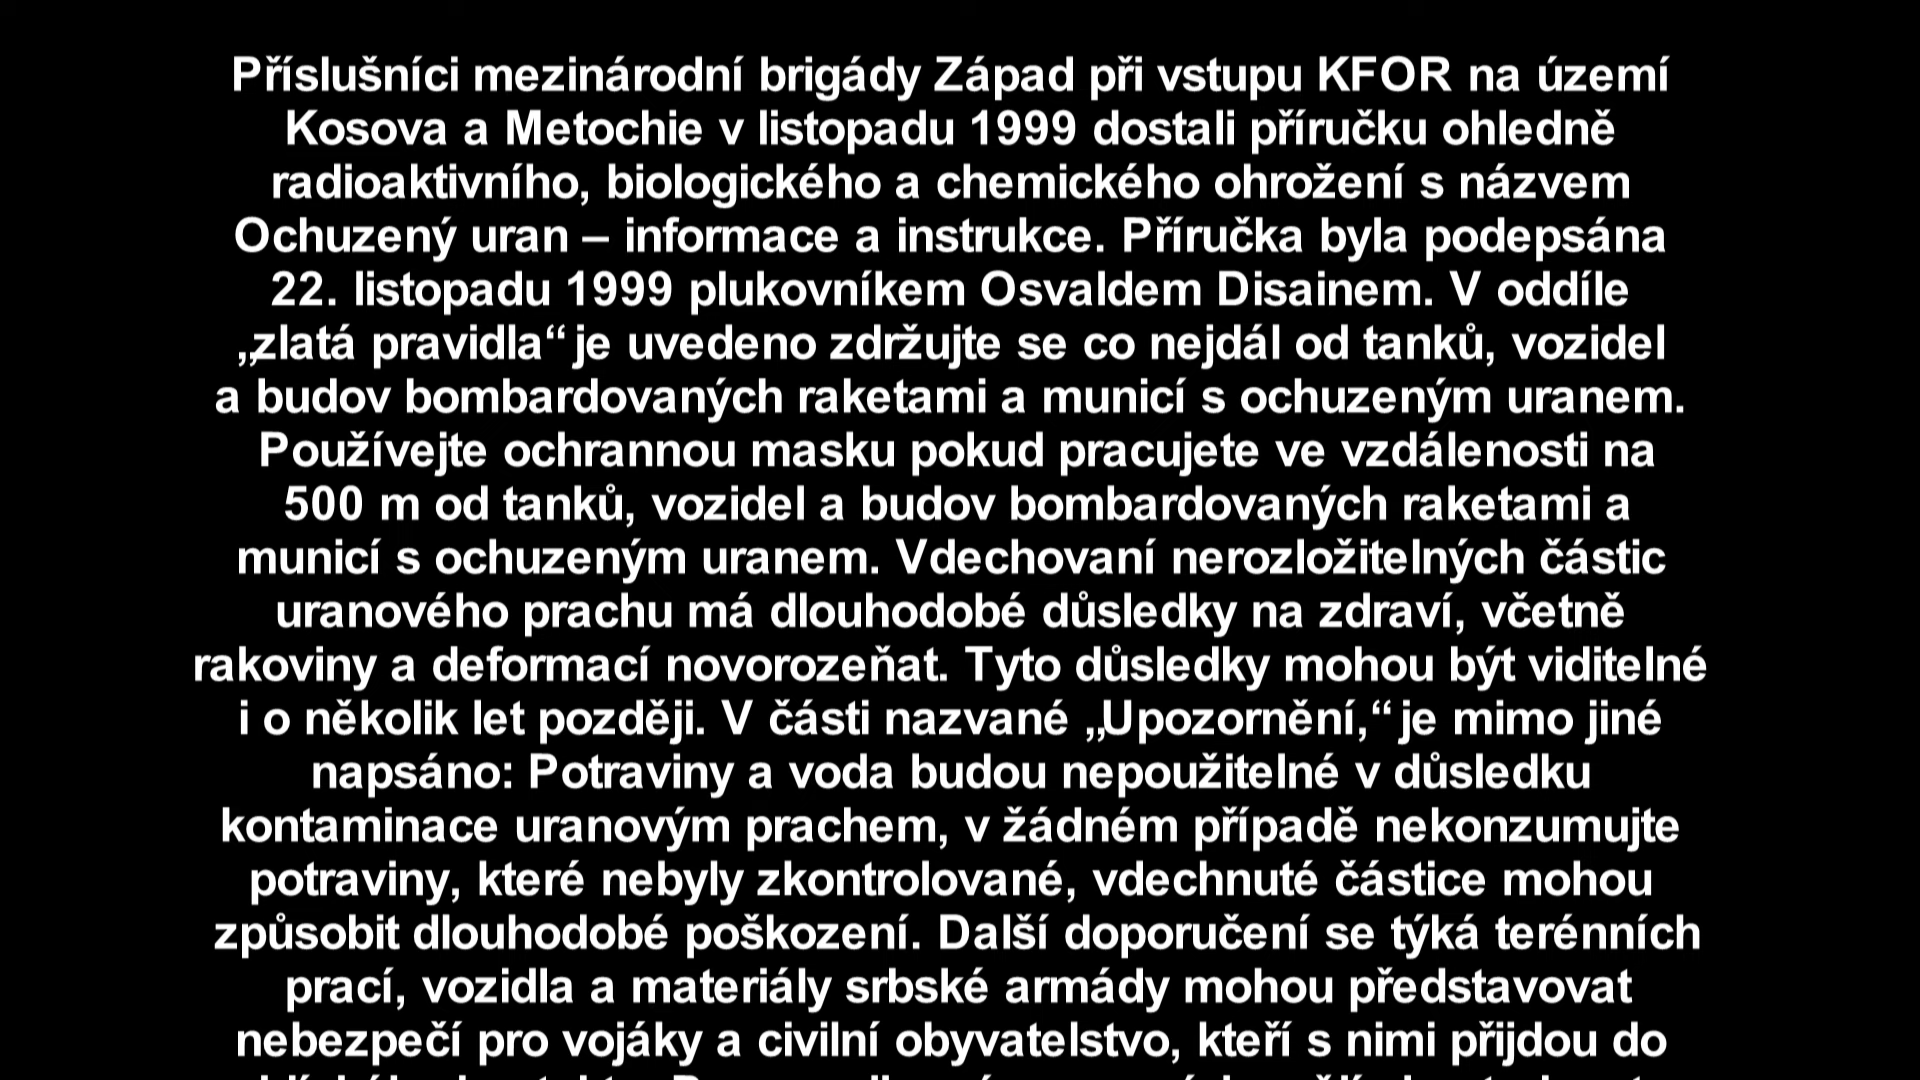 Příslušníci mezinárodní brigády Západ při vstupu KFOR na území
Kosova a Metochie v listopadu 1999 dostali příručku ohledně
radioaktivního, biologického a chemického ohrožení s názvem
Ochuzený uran – informace a instrukce. Příručka byla podepsána
22. listopadu 1999 plukovníkem Osvaldem Disainem. V oddíle
„zlatá pravidla“ je uvedeno zdržujte se co nejdál od tanků, vozidel
a budov bombardovaných raketami a municí s ochuzeným uranem.
Používejte ochrannou masku pokud pracujete ve vzdálenosti na
500 m od tanků, vozidel a budov bombardovaných raketami a
municí s ochuzeným uranem. Vdechovaní nerozložitelných částic
uranového prachu má dlouhodobé důsledky na zdraví, včetně
rakoviny a deformací novorozeňat. Tyto důsledky mohou být viditelné
i o několik let později. V části nazvané „Upozornění,“ je mimo jiné
napsáno: Potraviny a voda budou nepoužitelné v důsledku
kontaminace uranovým prachem, v žádném případě nekonzumujte
potraviny, které nebyly zkontrolované, vdechnuté částice mohou
způsobit dlouhodobé poškození. Další doporučení se týká terénních
prací, vozidla a materiály srbské armády mohou představovat
nebezpečí pro vojáky a civilní obyvatelstvo, kteří s nimi přijdou do